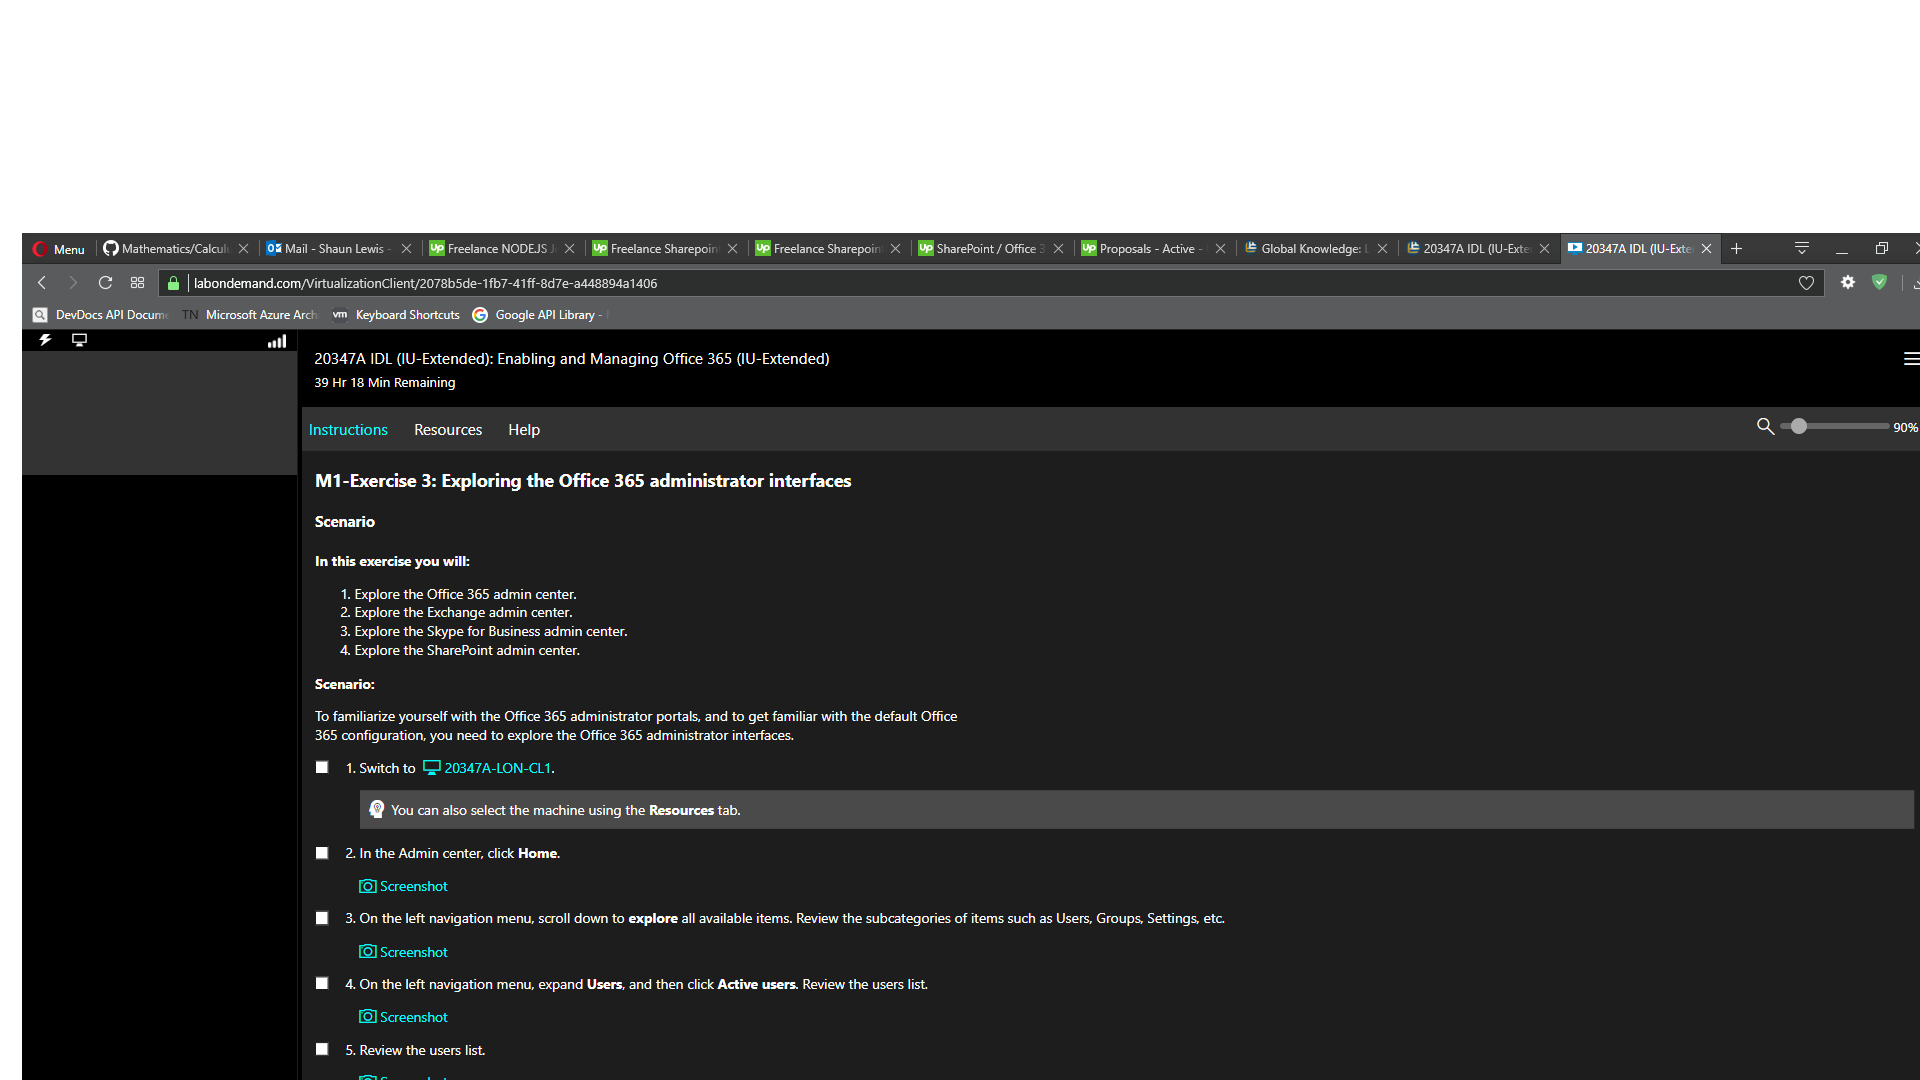 Menu
Mathematics/Calcul
Mail - Shaun Lewis -
Up Freelance NODEJS J
Up Freelance Sharepoin
Up Freelance Sharepoin
Up SharePoint / Office 3
Up Proposals - Active -
Global Knowledge: L
20347A IDL (IU-Exte
20347A IDL (IU-Exte
labondemand.com/VirtualizationClient/2078b5de-1fb7-41ff-8d7e-a448894a1406
DevDocs API Docume
TN Microsoft Azure Arch
vm Keyboard Shortcuts
G Google API Library -
20347A IDL (IU-Extended): Enabling and Managing Office 365 (IU-Extended)
39 Hr 18 Min Remaining
Instructions Resources Help
90%
M1-Exercise 3: Exploring the Office 365 administrator interfaces
Scenario
In this exercise you will:
1. Explore the Office 365 admin center.
2. Explore the Exchange admin center.
3. Explore the Skype for Business admin center.
4. Explore the SharePoint admin center.
Scenario:
To familiarize yourself with the Office 365 administrator portals, and to get familiar with the default Office
365 configuration, you need to explore the Office 365 administrator interfaces.
1. Switch to 20347A-LON-CL1.
You can also select the machine using the Resources tab.
2. In the Admin center, click Home.
Screenshot
3. On the left navigation menu, scroll down to explore all available items. Review the subcategories of items such as Users, Groups, Settings, etc.
Screenshot
4. On the left navigation menu, expand Users, and then click Active users. Review the users list.
Screenshot
5. Review the users list.